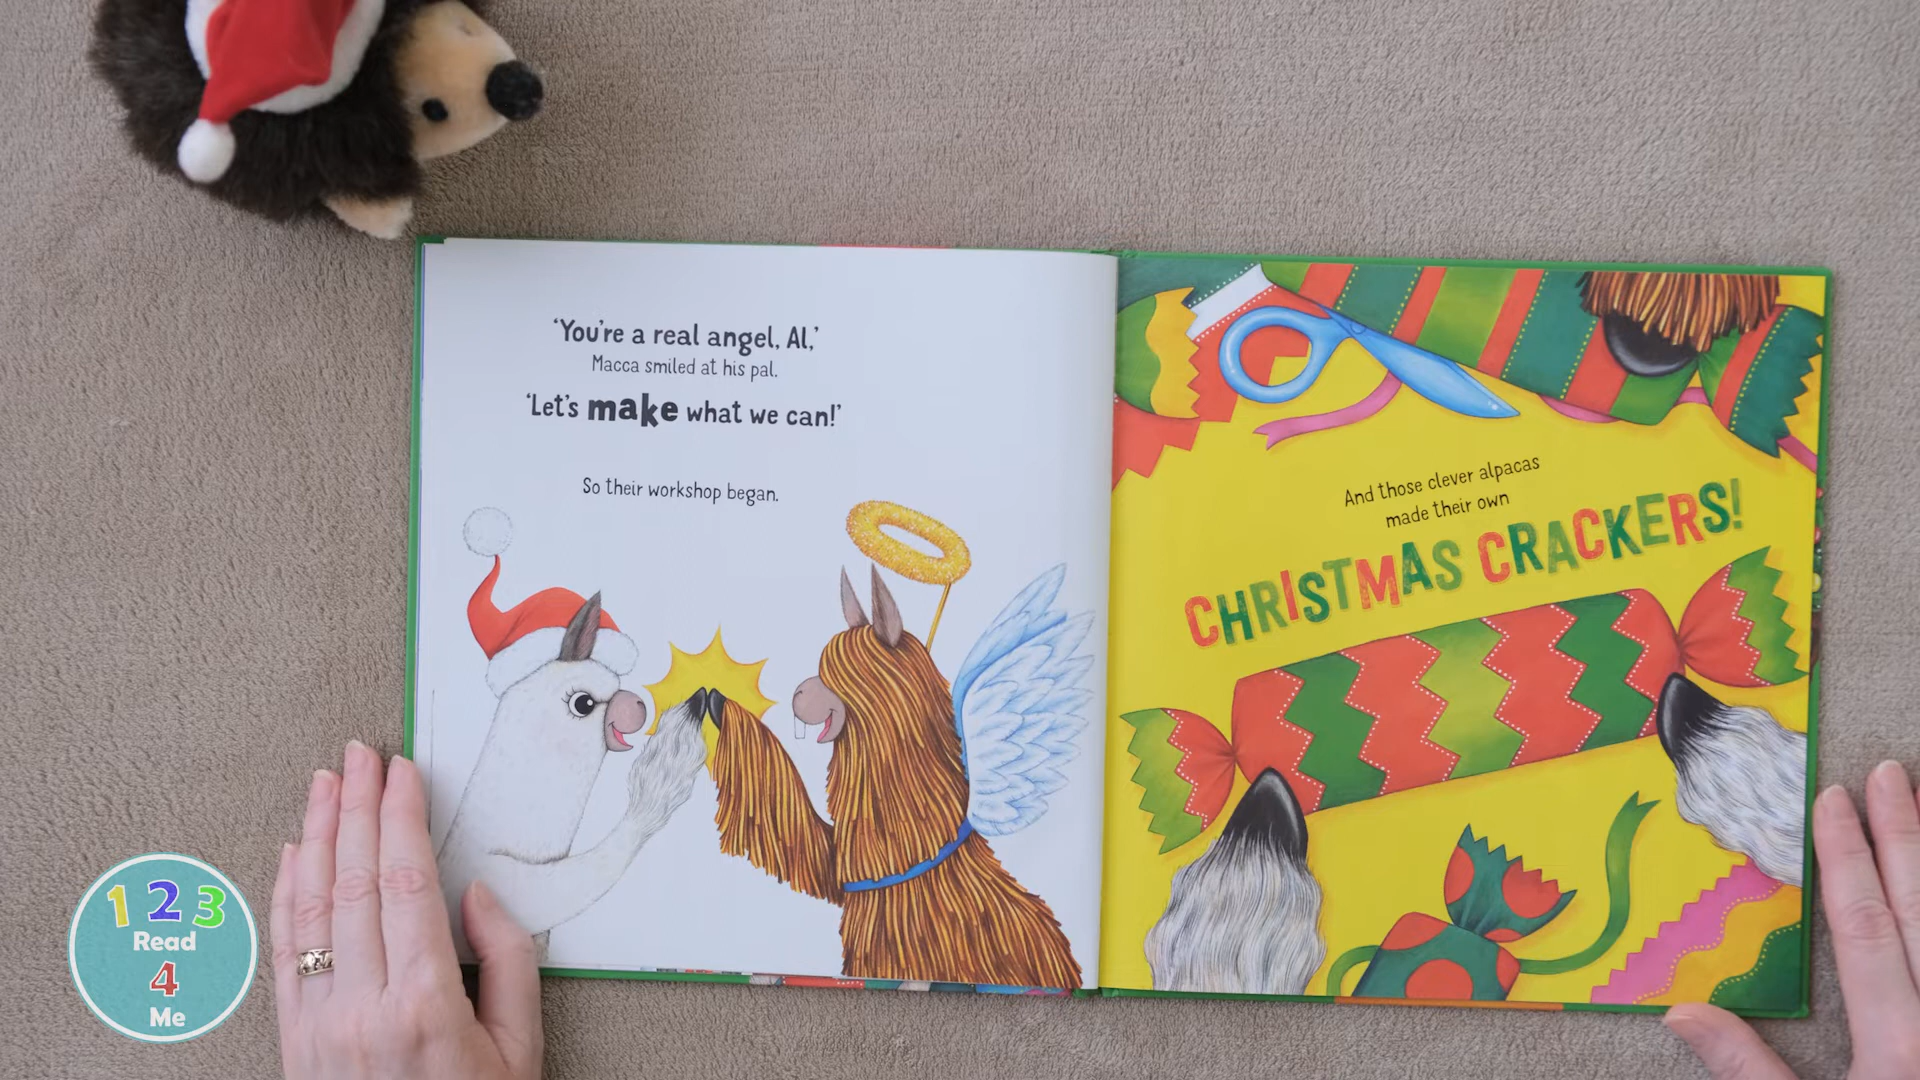 ‘You're a real angel, Al,’
Macca smiled at his pal.
‘Let's make what we can!’
So their workshop began.
And those clever alpacas
made their own
CHRISTMAS CRACKERS!
1 2 3
Read
4
Me